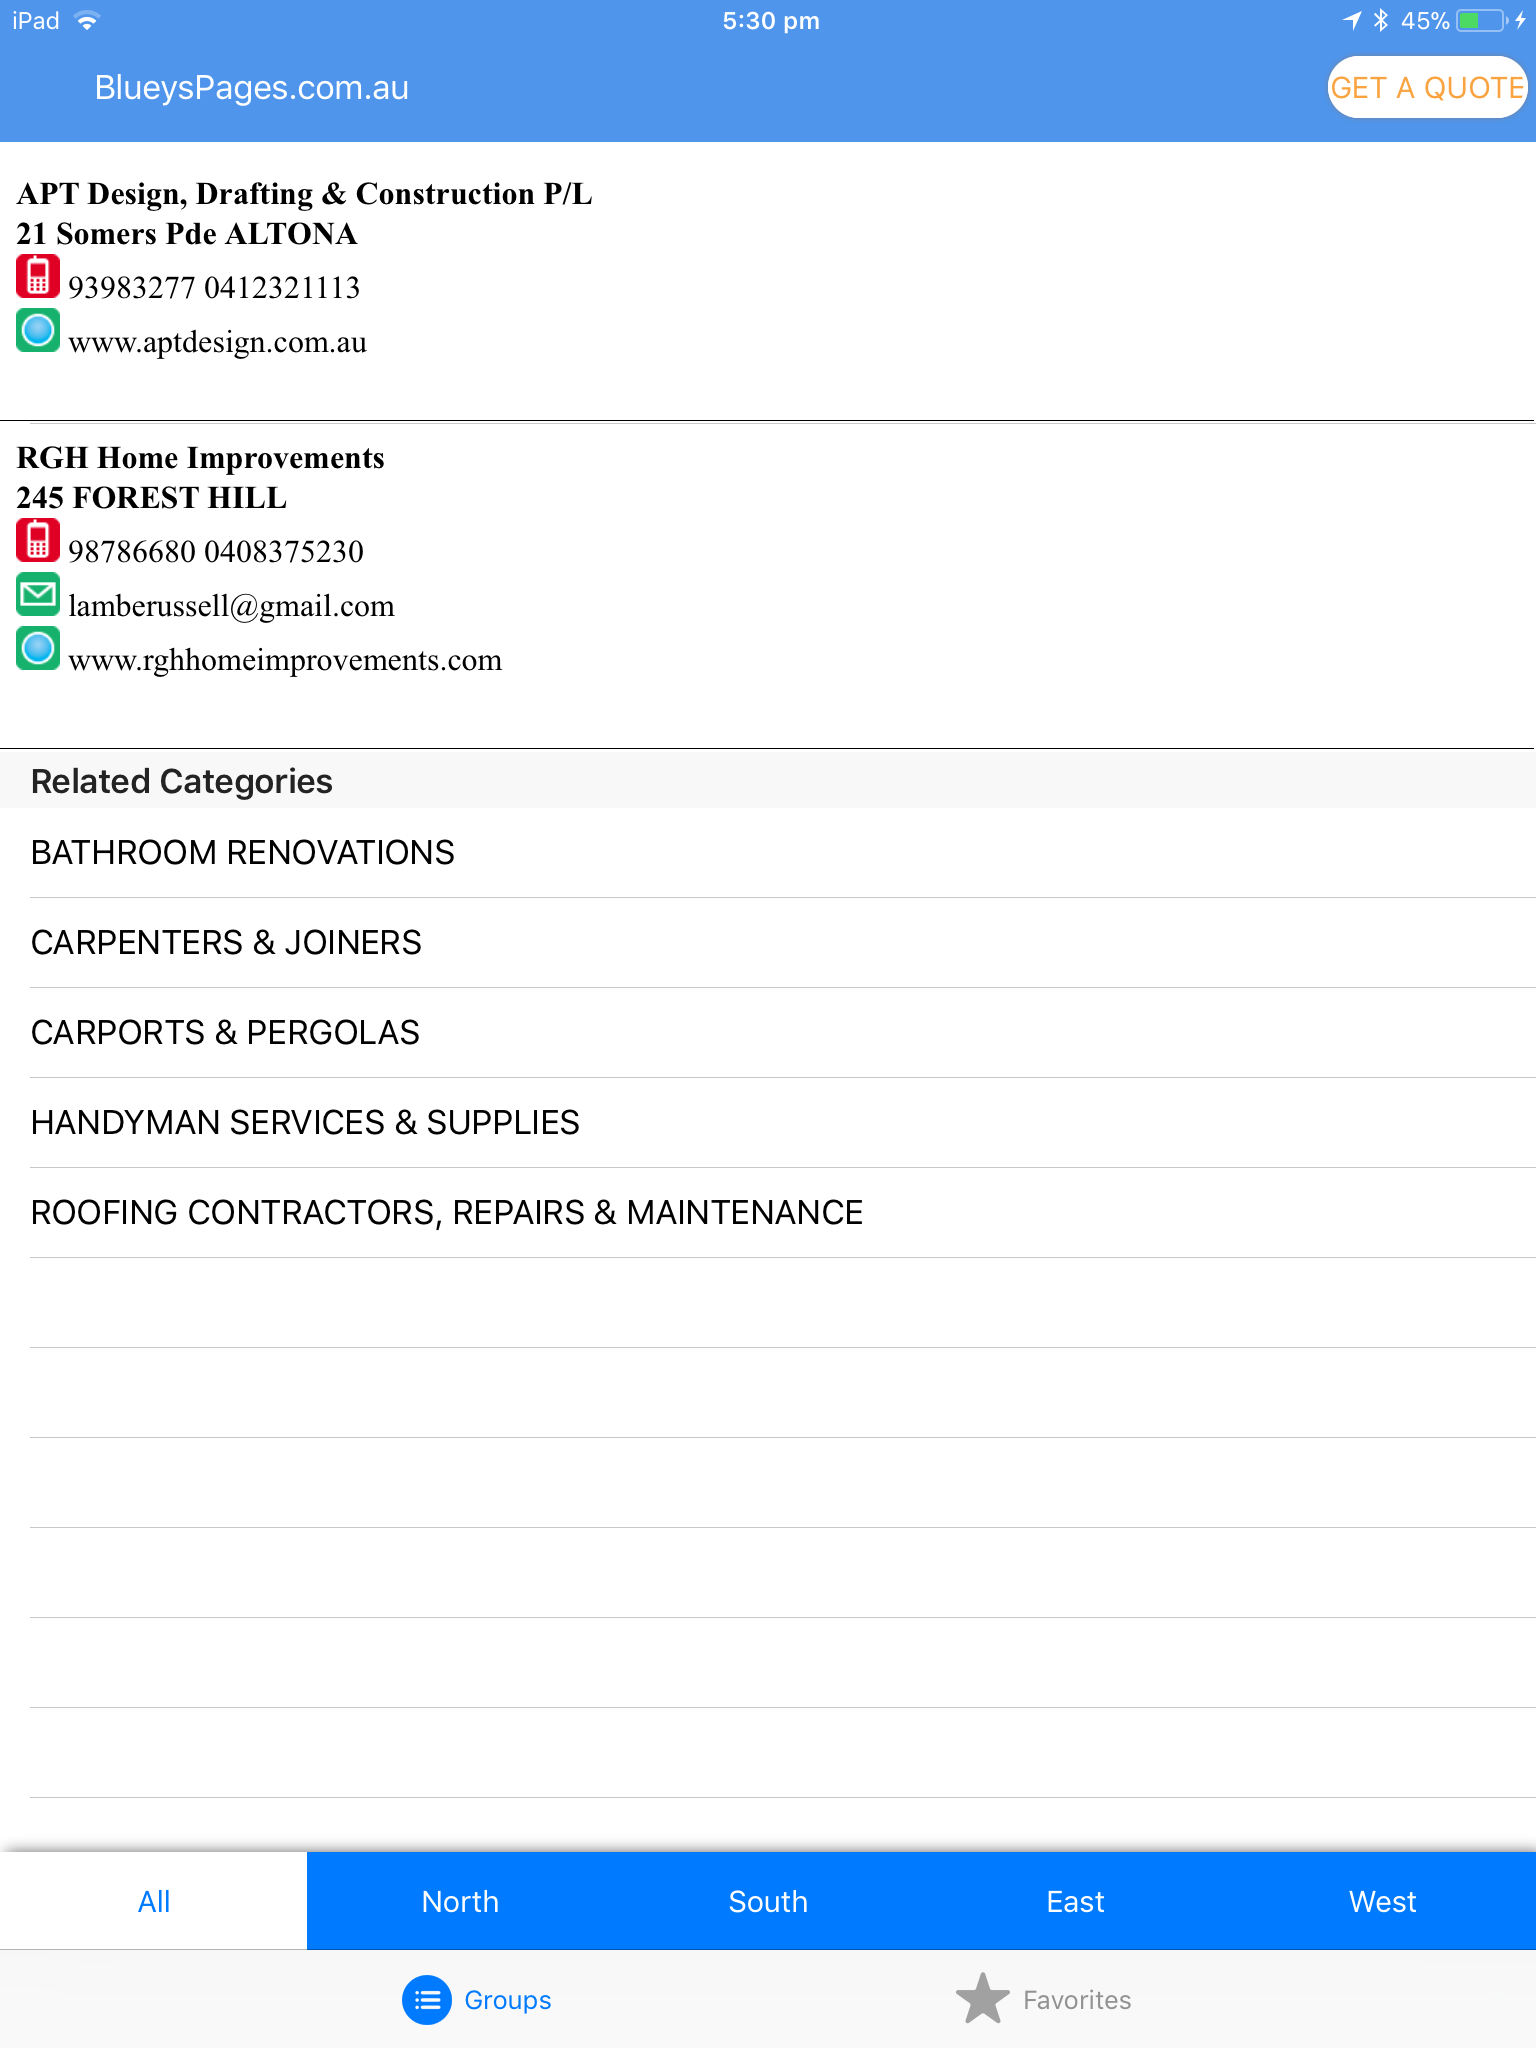 iPad 5:30 pm 45%
BlueysPages.com.au GET A QUOTE
APT Design, Drafting & Construction P/L
21 Somers Pde ALTONA
93983277 0412321113
www.aptdesign.com.au
RGH Home Improvements
245 FOREST HILL
98786680 0408375230
lamberussell@gmail.com
www.rghhomeimprovements.com
Related Categories
BATHROOM RENOVATIONS
CARPENTERS & JOINERS
CARPORTS & PERGOLAS
HANDYMAN SERVICES & SUPPLIES
ROOFING CONTRACTORS, REPAIRS & MAINTENANCE
All North South East West
Groups Favorites